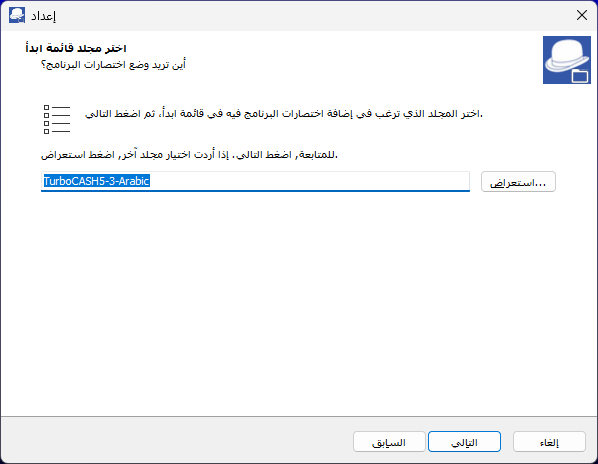 إعداد
اختر مجلد قائمة ابدأ
أين تريد وضع اختصارات البرنامج؟
اختر المجلد الذي ترغب في إضافة اختصارات البرنامج فيه في قائمة ابدأ، ثم اضغط التالي.
للمتابعة, اضغط التالي. إذا أردت اختيار مجلد آخر, اضغط استعراض.
TurboCASH5-3-Arabic
استعراض...
السابق
التالي
إلغاء